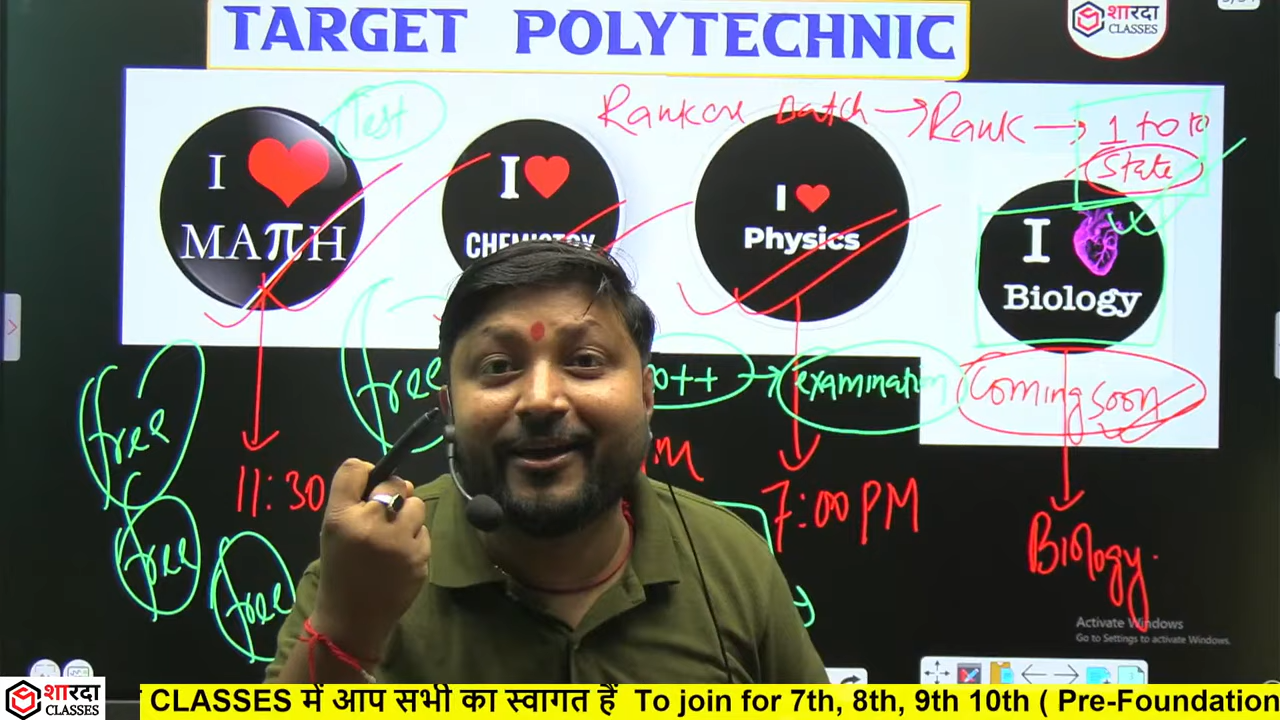 TARGET POLYTECHNIC
शारदा
CLASSES
Test
Rank → 1 to 10
State
I ❤ MAπH
I ❤ CHEMISTRY
I ❤ Physics
I Biology
free
free
++ → examination
Coming soon
11:30
7:00 PM
free
free
Biology
Activate Windows
Go to Settings to activate Windows.
शारदा
CLASSES
CLASSES में आप सभी का स्वागत हैं To join for 7th, 8th, 9th 10th ( Pre-Foundation